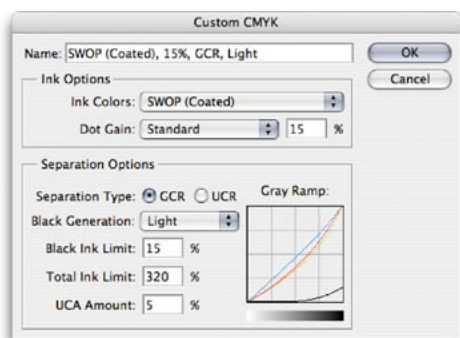 Custom CMYK
Name: SWOP (Coated), 15%, GCR, Light
OK
Cancel
Ink Options
Ink Colors: SWOP (Coated)
Dot Gain: Standard 15 %
Separation Options
Separation Type: GCR UCR
Gray Ramp:
Black Generation: Light
Black Ink Limit: 15 %
Total Ink Limit: 320 %
UCA Amount: 5 %